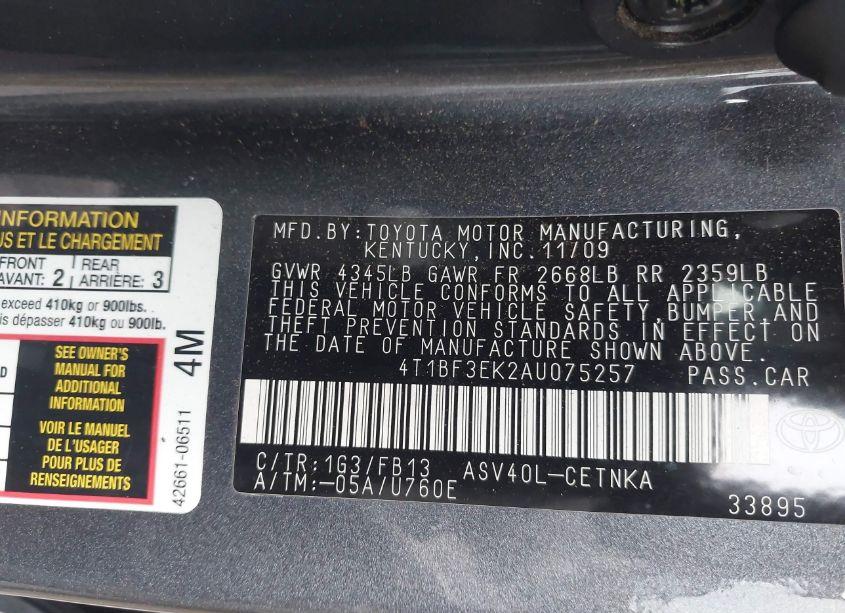 INFORMATION
US ET LE CHARGEMENT
FRONT
AVANT: 2
REAR
ARRIÈRE: 3
exceed 410kg or 900lbs.
is dépasser 410kg ou 900lb.
D
SEE OWNER'S
MANUAL FOR
ADDITIONAL
INFORMATION
VOIR LE MANUEL
DE L'USAGER
POUR PLUS DE
RENSEIGNEMENTS
4M
42661-06511
MFD.BY:TOYOTA MOTOR MANUFACTURING,
KENTUCKY,INC.11/09
GVWR 4345LB GAWR FR 2668LB RR 2359LB
THIS VEHICLE CONFORMS TO ALL APPLICABLE
FEDERAL MOTOR VEHICLE SAFETY,BUMPER,AND
THEFT PREVENTION STANDARDS IN EFFECT ON
THE DATE OF MANUFACTURE SHOWN ABOVE.
4T1BF3EK2AU075257 PASS.CAR
C/TR:1G3/FB13 ASV40L-CETNKA
A/TM:-05A/U760E
33895